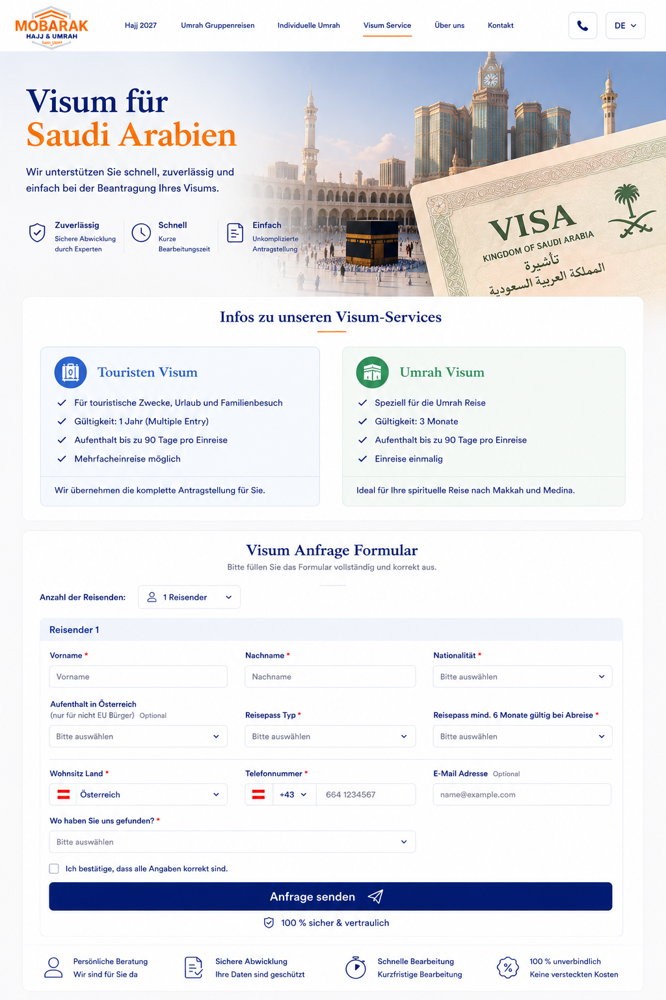 MOBARAK
HAJJ & UMRAH
Hajj 2027
Umrah Gruppenreisen
Individuelle Umrah
Visum Service
Über uns
Kontakt
DE
Visum für
Saudi Arabien
Wir unterstützen Sie schnell, zuverlässig und
einfach bei der Beantragung Ihres Visums.
Zuverlässig
Sichere Abwicklung
durch Experten
Schnell
Kurze
Bearbeitungszeit
Einfach
Unkomplizierte
Antragstellung
VISA
KINGDOM OF SAUDI ARABIA
تأشيرة
المملكة العربية السعودية
Infos zu unseren Visum-Services
Touristen Visum
Für touristische Zwecke, Urlaub und Familienbesuch
Gültigkeit: 1 Jahr (Multiple Entry)
Aufenthalt bis zu 90 Tage pro Einreise
Mehrfacheinreise möglich
Wir übernehmen die komplette Antragstellung für Sie.
Umrah Visum
Speziell für die Umrah Reise
Gültigkeit: 3 Monate
Aufenthalt bis zu 90 Tage pro Einreise
Einreise einmalig
Ideal für Ihre spirituelle Reise nach Makkah und Medina.
Visum Anfrage Formular
Bitte füllen Sie das Formular vollständig und korrekt aus.
Anzahl der Reisenden:
1 Reisender
Reisender 1
Vorname *
Vorname
Nachname *
Nachname
Nationalität *
Bitte auswählen
Aufenthalt in Österreich
(nur für nicht EU Bürger) Optional
Bitte auswählen
Reisepass Typ *
Bitte auswählen
Reisepass mind. 6 Monate gültig bei Abreise *
Bitte auswählen
Wohnsitz Land *
Österreich
Telefonnummer *
+43
664 1234567
E-Mail Adresse Optional
name@example.com
Wo haben Sie uns gefunden? *
Bitte auswählen
Ich bestätige, dass alle Angaben korrekt sind.
Anfrage senden
100 % sicher & vertraulich
Persönliche Beratung
Wir sind für Sie da
Sichere Abwicklung
Ihre Daten sind geschützt
Schnelle Bearbeitung
Kurzfristige Bearbeitung
100 % unverbindlich
Keine versteckten Kosten